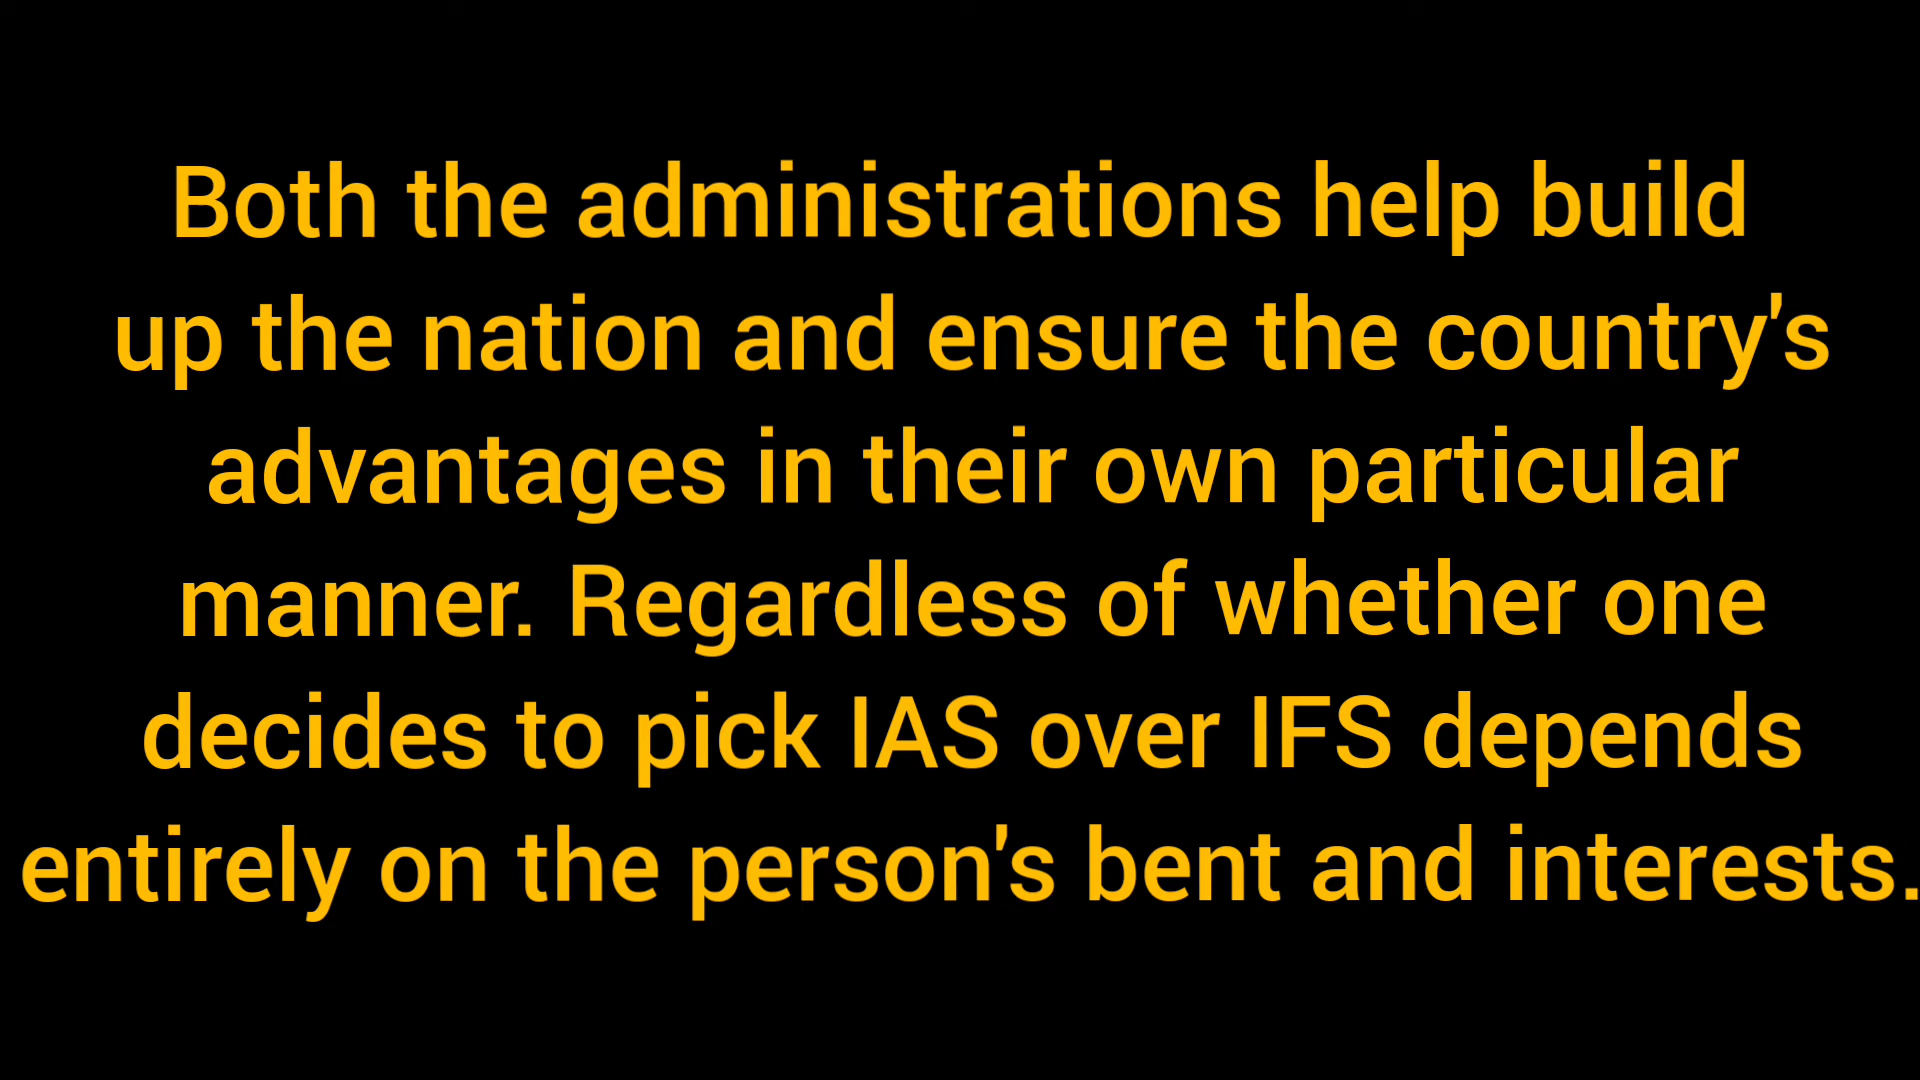 Both the administrations help build
up the nation and ensure the country's
advantages in their own particular
manner. Regardless of whether one
decides to pick IAS over IFS depends
entirely on the person's bent and interests.